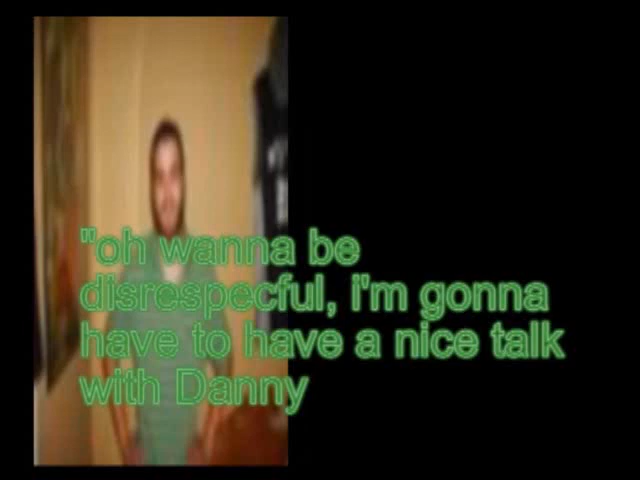 "oh wanna be
disrespecful, i'm gonna
have to have a nice talk
with Danny